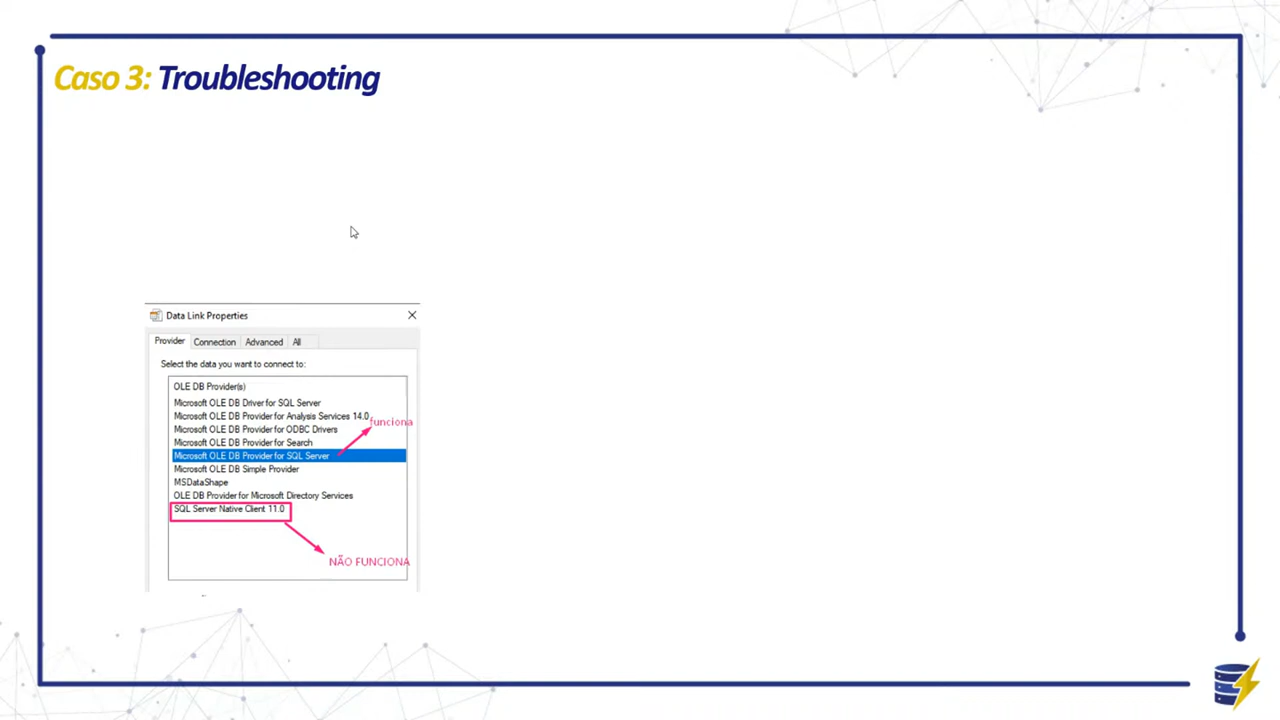 Caso 3: Troubleshooting
Data Link Properties
Provider Connection Advanced All
Select the data you want to connect to:
OLE DB Provider(s)
Microsoft OLE DB Driver for SQL Server
Microsoft OLE DB Provider for Analysis Services 14.0
funciona
Microsoft OLE DB Provider for ODBC Drivers
Microsoft OLE DB Provider for Search
Microsoft OLE DB Provider for SQL Server
Microsoft OLE DB Simple Provider
MSDataShape
OLE DB Provider for Microsoft Directory Services
SQL Server Native Client 11.0
NÃO FUNCIONA